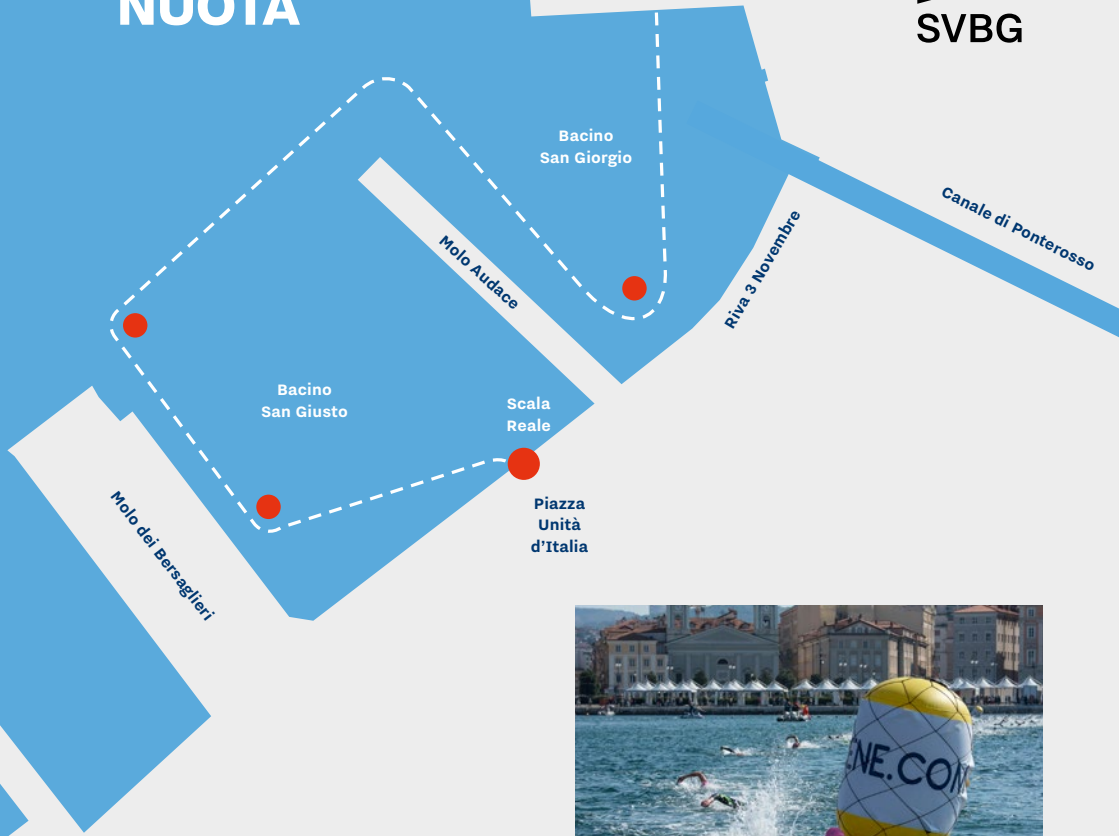 NUOTA
SVBG
Bacino
San Giorgio
Canale di Ponterosso
Riva 3 Novembre
Molo Audace
Bacino
San Giusto
Scala
Reale
Piazza
Unità
d’Italia
Molo dei Bersaglieri
ENE.COM